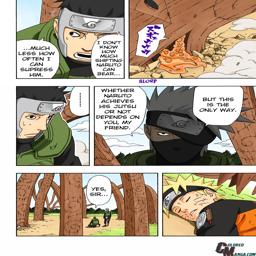 I DON'T
KNOW HOW
MUCH
SHIFTING
NARUTO
CAN
BEAR...
...MUCH
LESS HOW
OFTEN I
CAN
SUPRESS
HIM.
BLORP
BUT THIS
IS THE
ONLY WAY.
WHETHER
NARUTO
ACHIEVES
HIS JUTSU
OR NOT
DEPENDS
ON YOU,
MY FRIEND.
........
YES,
SIR...
COLORED
MANGA.COM